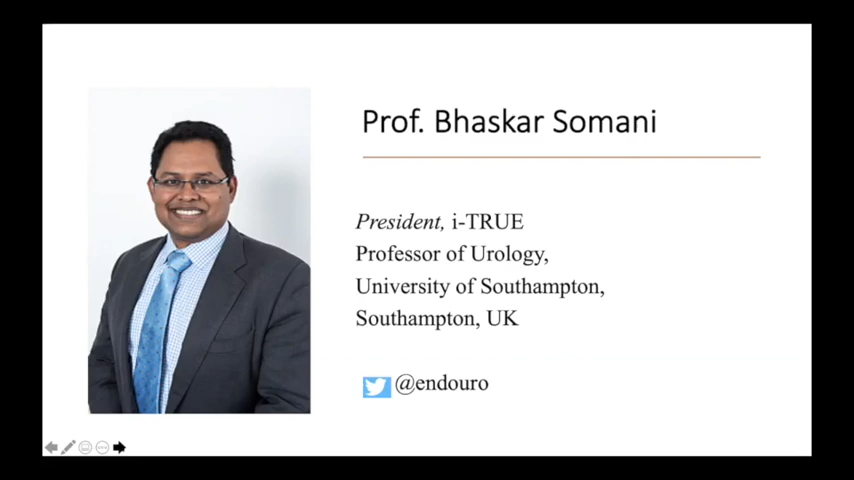 Prof. Bhaskar Somani
President, i-TRUE
Professor of Urology,
University of Southampton,
Southampton, UK
@endouro